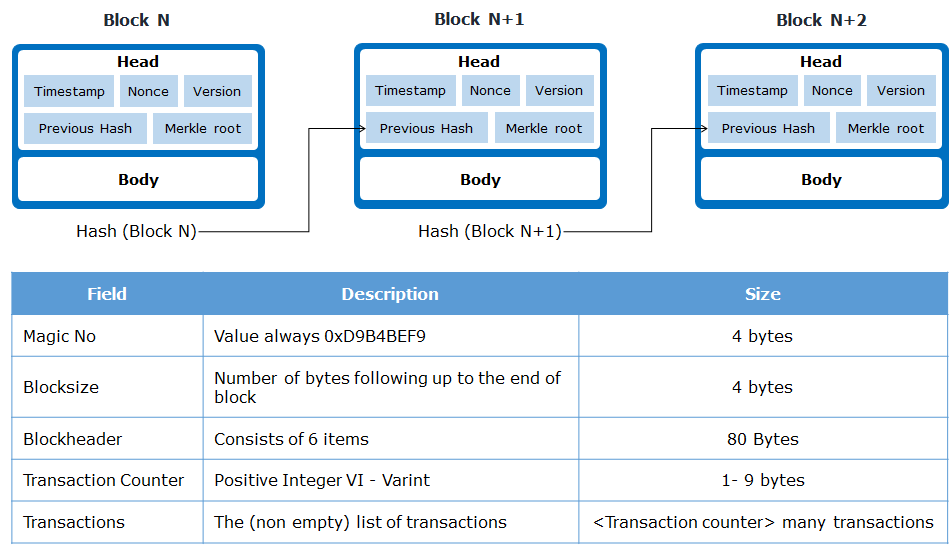 Block N
Block N+1
Block N+2
Head
Timestamp
Nonce
Version
Previous Hash
Merkle root
Body
Head
Timestamp
Nonce
Version
Previous Hash
Merkle root
Body
Head
Timestamp
Nonce
Version
Previous Hash
Merkle root
Body
Hash (Block N)
Hash (Block N+1)
Field Description Size
Magic No Value always 0xD9B4BEF9 4 bytes
Blocksize Number of bytes following up to the end of
block 4 bytes
Blockheader Consists of 6 items 80 Bytes
Transaction Counter Positive Integer VI - Varint 1- 9 bytes
Transactions The (non empty) list of transactions <Transaction counter> many transactions